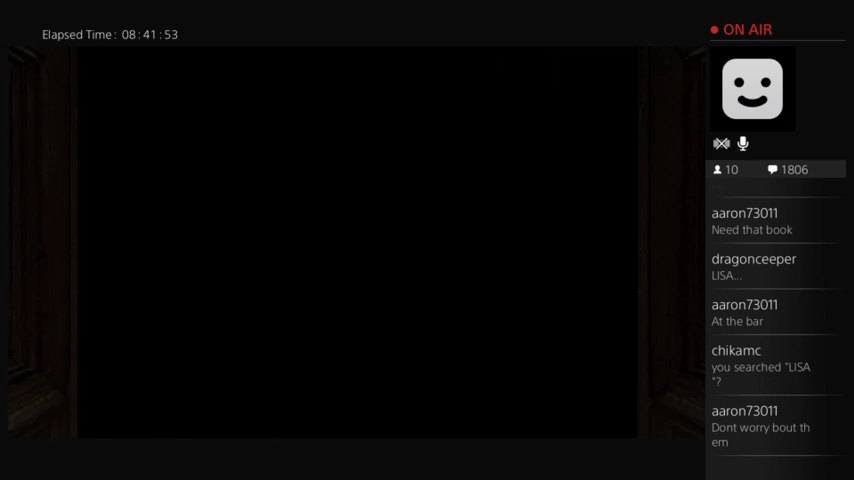 Elapsed Time: 08:41:53
ON AIR
10
1806
aaron73011
Need that book
dragonceeper
LISA...
aaron73011
At the bar
chikamc
you searched "LISA
"?
aaron73011
Dont worry bout th
em